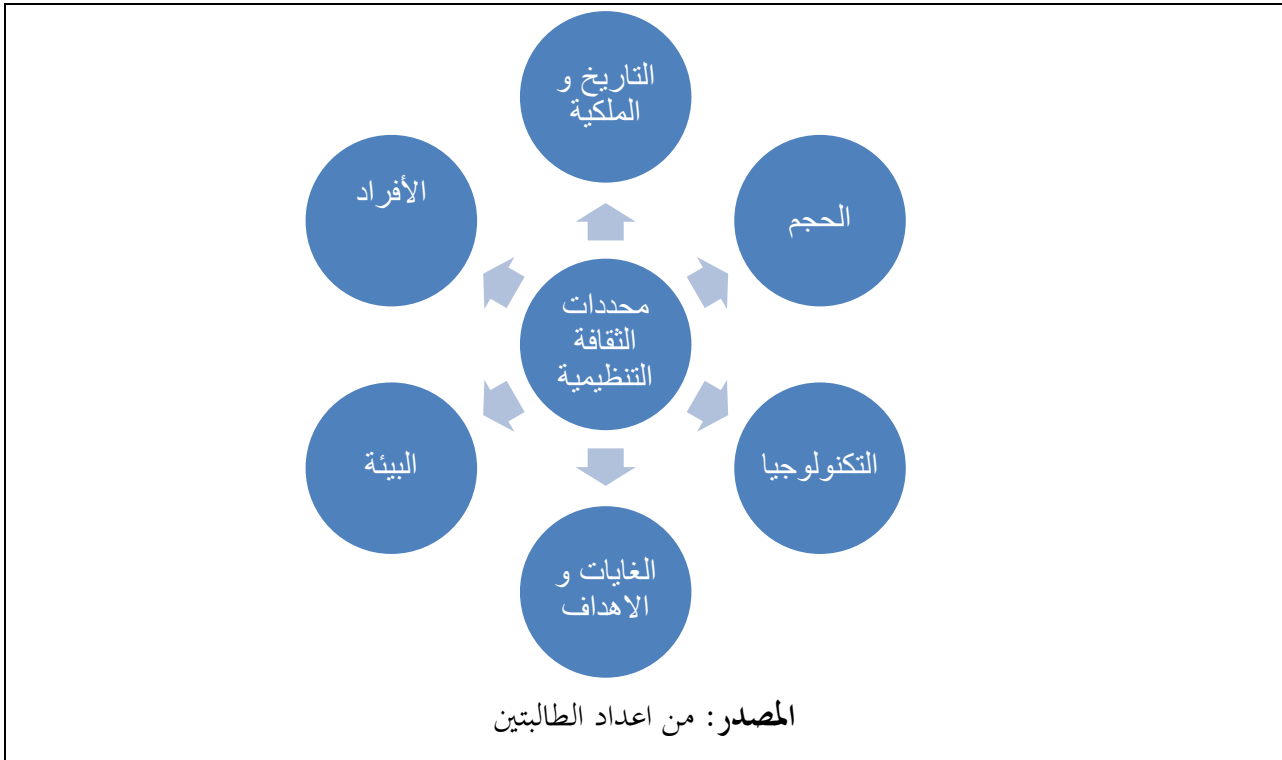 التاريخ و
الملكية
الحجم
التكنولوجيا
الغايات و
الاهداف
البيئة
الأفراد
محددات
الثقافة
التنظيمية
المصدر: من اعداد الطالبتين